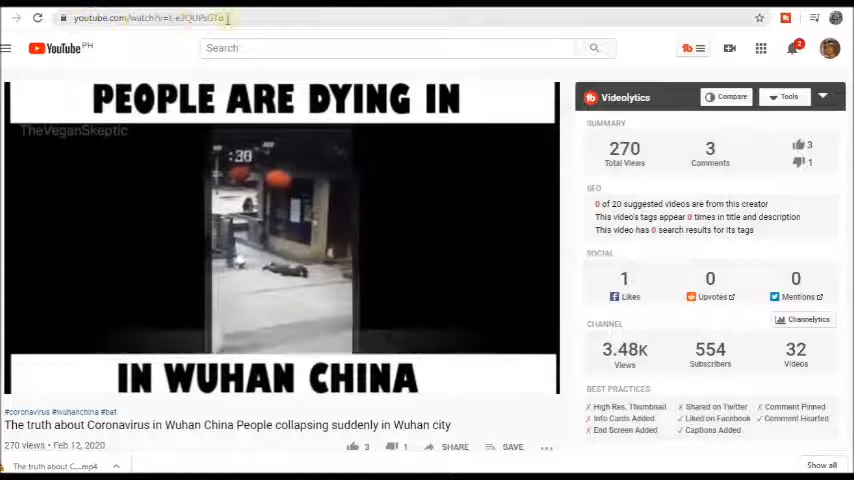 youtube.com/watch?v=t-e2QUPsGTo
YouTube PH
Search
2
PEOPLE ARE DYING IN
TheVeganSkeptic
:30
IN WUHAN CHINA
Videolytics
Compare
Tools
SUMMARY
270
Total Views
3
Comments
3
1
SEO
0 of 20 suggested videos are from this creator
This video's tags appear 0 times in title and description
This video has 0 search results for its tags
SOCIAL
1
Likes
0
Upvotes
0
Mentions
Channelytics
CHANNEL
3.48K
Views
554
Subscribers
32
Videos
BEST PRACTICES
High Res. Thumbnail
Shared on Twitter
Comment Pinned
Info Cards Added
Liked on Facebook
Comment Hearted
End Screen Added
Captions Added
#coronavirus #wuhanchina #bat
The truth about Coronavirus in Wuhan China People collapsing suddenly in Wuhan city
270 views • Feb 12, 2020
3
1
SHARE
SAVE
The truth about C....mp4
Show all